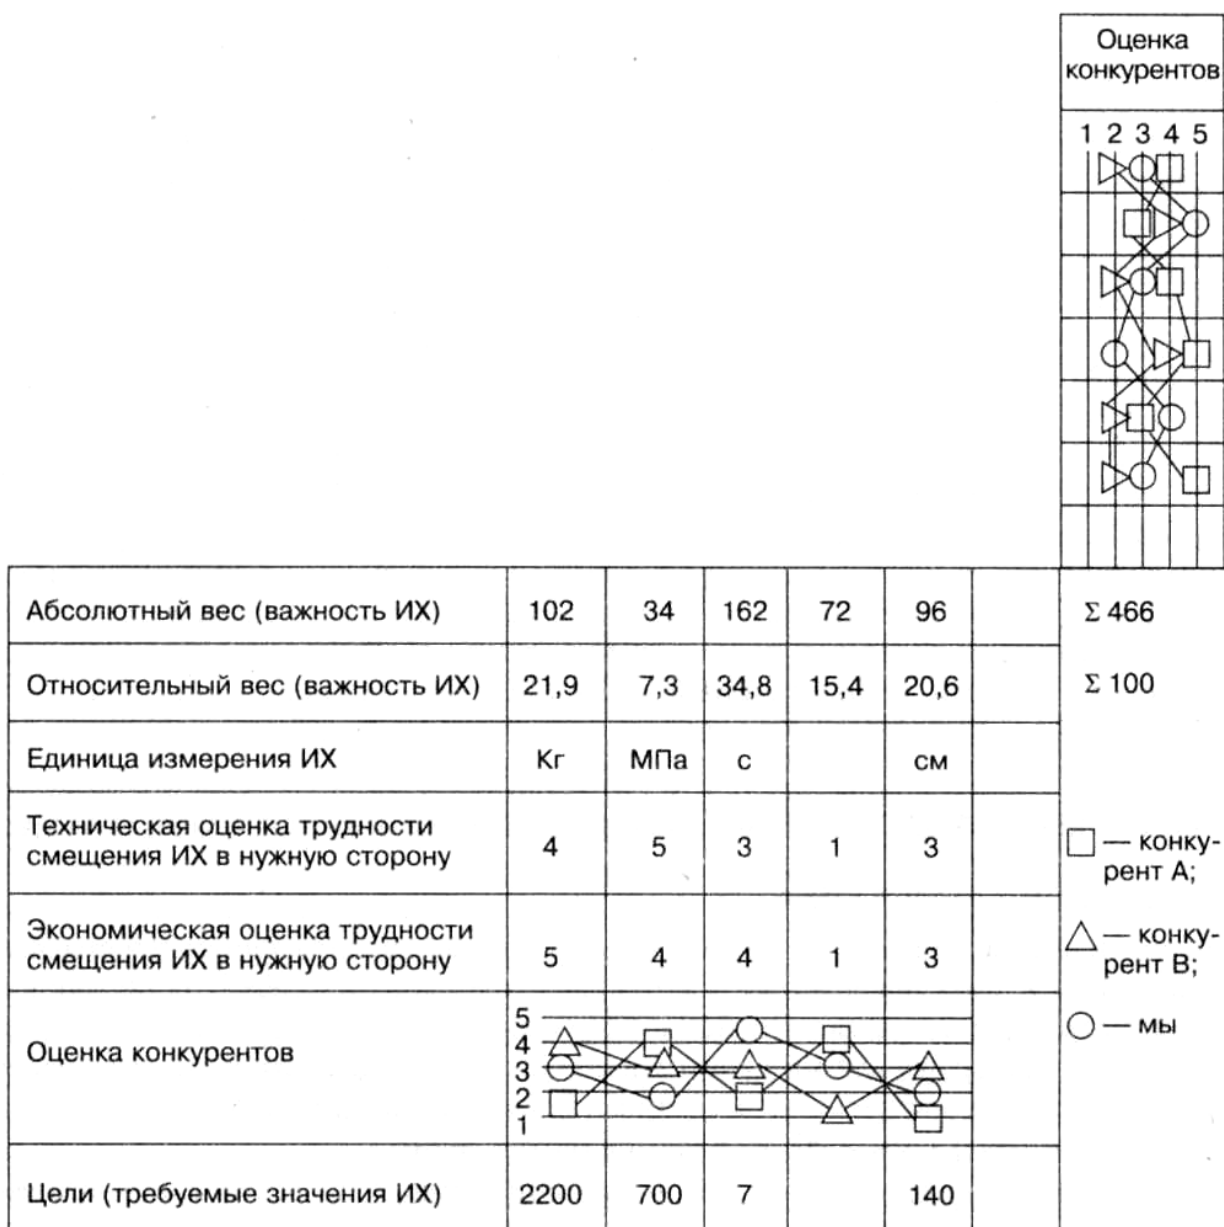 Оценка
конкурентов
1 2 3 4 5
Абсолютный вес (важность ИХ) 102 34 162 72 96 Σ 466
Относительный вес (важность ИХ) 21,9 7,3 34,8 15,4 20,6 Σ 100
Единица измерения ИХ Кг МПа с см
Техническая оценка трудности
смещения ИХ в нужную сторону 4 5 3 1 3
— конку-
рент А;
Экономическая оценка трудности
смещения ИХ в нужную сторону 5 4 4 1 3
— конку-
рент В;
— мы
Оценка конкурентов
5
4
3
2
1
Цели (требуемые значения ИХ) 2200 700 7 140